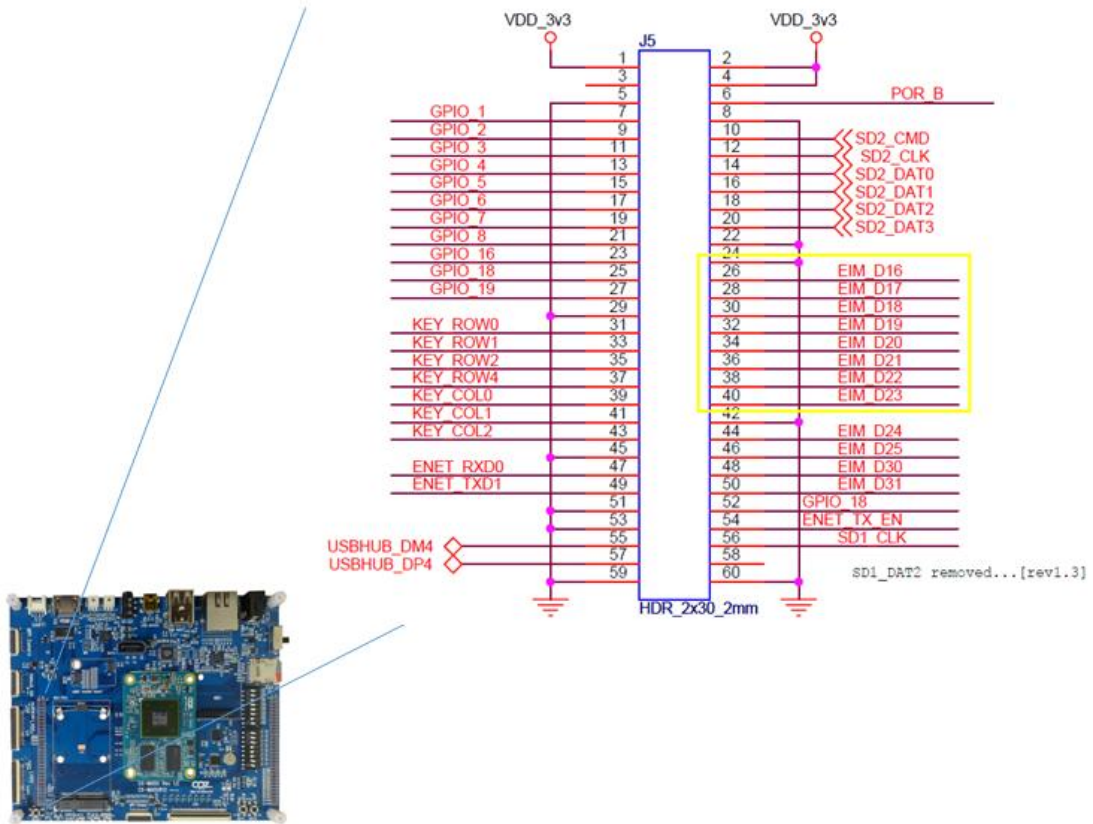 VDD_3v3 VDD_3v3
J5
1 2
3 4
5 6 POR_B
GPIO_1 7 8
GPIO_2 9 10 SD2_CMD
GPIO_3 11 12 SD2_CLK
GPIO_4 13 14 SD2_DAT0
GPIO_5 15 16 SD2_DAT1
GPIO_6 17 18 SD2_DAT2
GPIO_7 19 20 SD2_DAT3
GPIO_8 21 22
GPIO_16 23 24
GPIO_18 25 26 EIM_D16
GPIO_19 27 28 EIM_D17
29 30 EIM_D18
KEY_ROW0 31 32 EIM_D19
KEY_ROW1 33 34 EIM_D20
KEY_ROW2 35 36 EIM_D21
KEY_ROW4 37 38 EIM_D22
KEY_COL0 39 40 EIM_D23
KEY_COL1 41 42
KEY_COL2 43 44 EIM_D24
45 46 EIM_D25
ENET_RXD0 47 48 EIM_D30
ENET_TXD1 49 50 EIM_D31
51 52 GPIO_18
53 54 ENET_TX_EN
USBHUB_DM4 55 56 SD1_CLK
USBHUB_DP4 57 58
59 60 SD1_DAT2 removed...[rev1.3]
HDR_2x30_2mm